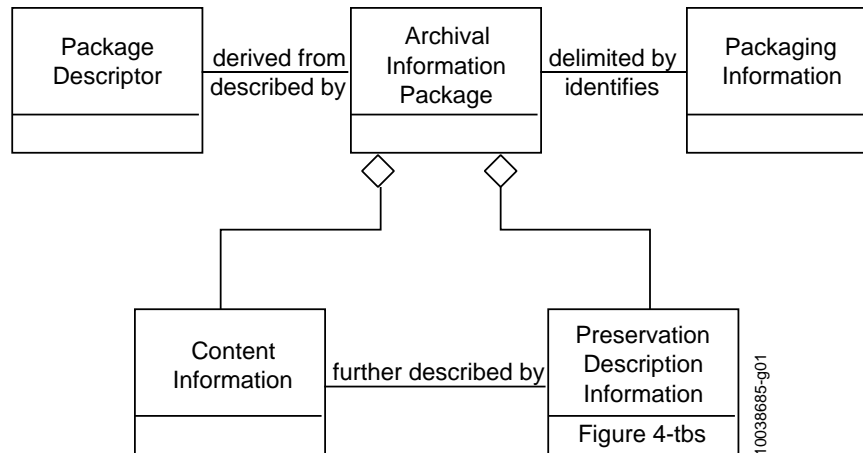 Package
Descriptor
derived from
described by
Archival
Information
Package
delimited by
identifies
Packaging
Information
Content
Information
further described by
Preservation
Description
Information
Figure 4-tbs
10038685-g01